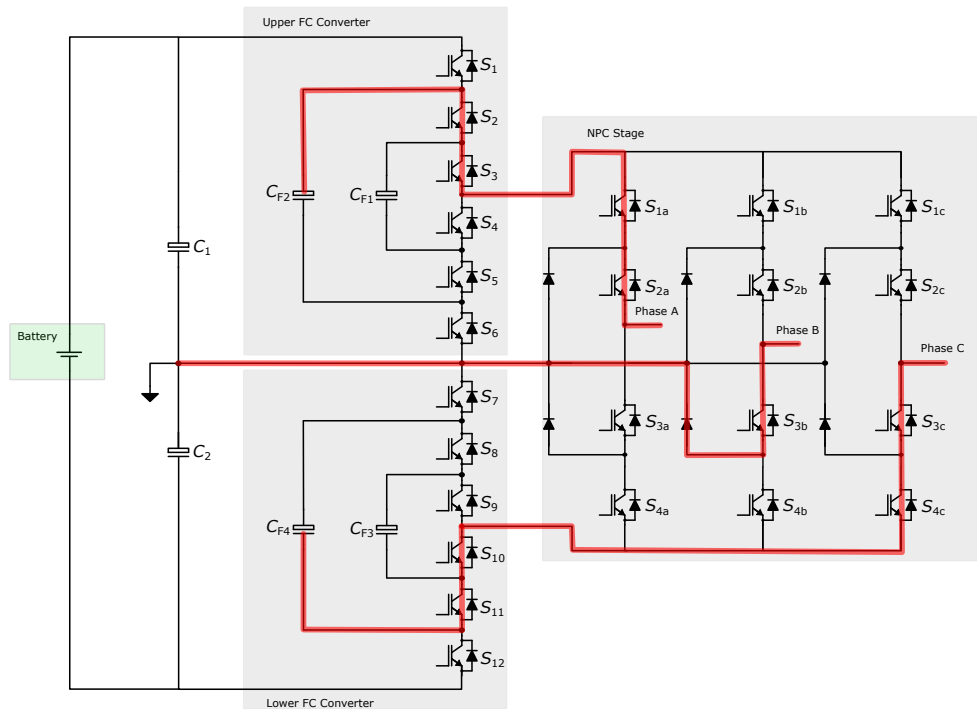 Upper FC Converter
S1
S2
S3
CF2
CF1
S4
S5
S6
C1
Battery
C2
NPC Stage
S1a
S1b
S1c
S2a
S2b
S2c
Phase A
Phase B
Phase C
S3a
S3b
S3c
S4a
S4b
S4c
S7
S8
S9
CF4
CF3
S10
S11
S12
Lower FC Converter